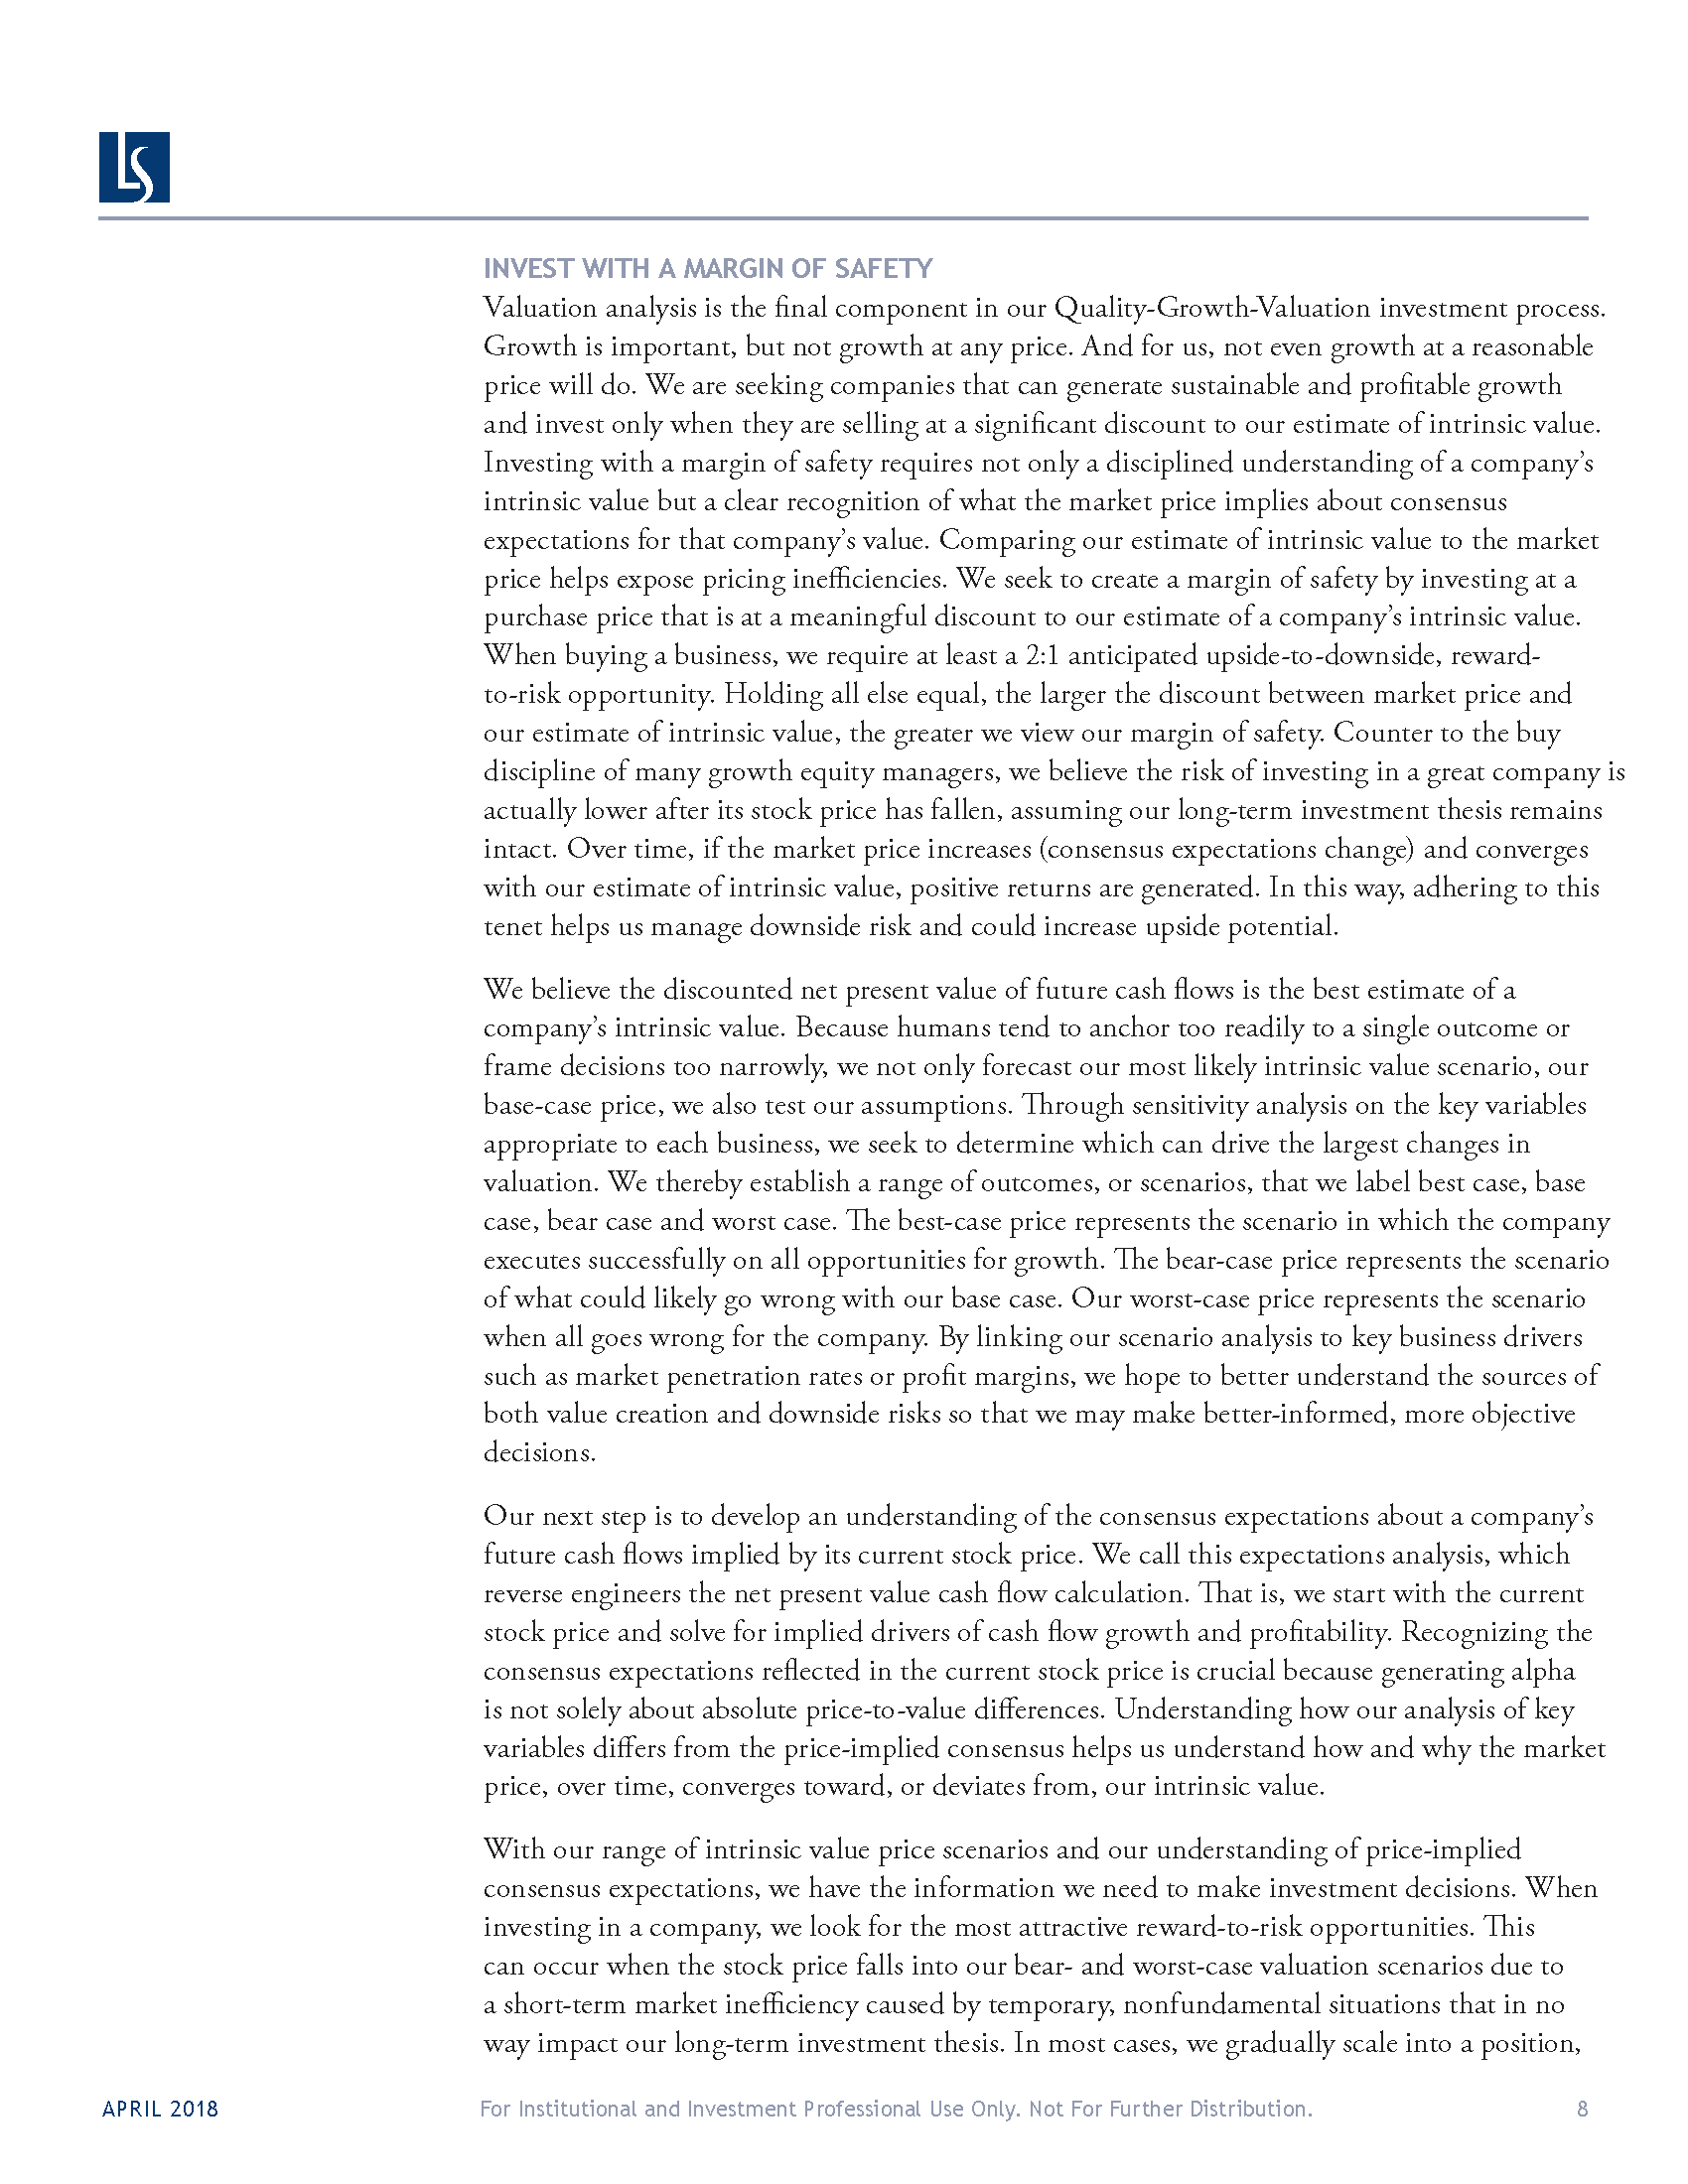 LS
INVEST WITH A MARGIN OF SAFETY
Valuation analysis is the final component in our Quality-Growth-Valuation investment process.
Growth is important, but not growth at any price. And for us, not even growth at a reasonable
price will do. We are seeking companies that can generate sustainable and profitable growth
and invest only when they are selling at a significant discount to our estimate of intrinsic value.
Investing with a margin of safety requires not only a disciplined understanding of a company’s
intrinsic value but a clear recognition of what the market price implies about consensus
expectations for that company’s value. Comparing our estimate of intrinsic value to the market
price helps expose pricing inefficiencies. We seek to create a margin of safety by investing at a
purchase price that is at a meaningful discount to our estimate of a company’s intrinsic value.
When buying a business, we require at least a 2:1 anticipated upside-to-downside, reward-
to-risk opportunity. Holding all else equal, the larger the discount between market price and
our estimate of intrinsic value, the greater we view our margin of safety. Counter to the buy
discipline of many growth equity managers, we believe the risk of investing in a great company is
actually lower after its stock price has fallen, assuming our long-term investment thesis remains
intact. Over time, if the market price increases (consensus expectations change) and converges
with our estimate of intrinsic value, positive returns are generated. In this way, adhering to this
tenet helps us manage downside risk and could increase upside potential.
We believe the discounted net present value of future cash flows is the best estimate of a
company’s intrinsic value. Because humans tend to anchor too readily to a single outcome or
frame decisions too narrowly, we not only forecast our most likely intrinsic value scenario, our
base-case price, we also test our assumptions. Through sensitivity analysis on the key variables
appropriate to each business, we seek to determine which can drive the largest changes in
valuation. We thereby establish a range of outcomes, or scenarios, that we label best case, base
case, bear case and worst case. The best-case price represents the scenario in which the company
executes successfully on all opportunities for growth. The bear-case price represents the scenario
of what could likely go wrong with our base case. Our worst-case price represents the scenario
when all goes wrong for the company. By linking our scenario analysis to key business drivers
such as market penetration rates or profit margins, we hope to better understand the sources of
both value creation and downside risks so that we may make better-informed, more objective
decisions.
Our next step is to develop an understanding of the consensus expectations about a company’s
future cash flows implied by its current stock price. We call this expectations analysis, which
reverse engineers the net present value cash flow calculation. That is, we start with the current
stock price and solve for implied drivers of cash flow growth and profitability. Recognizing the
consensus expectations reflected in the current stock price is crucial because generating alpha
is not solely about absolute price-to-value differences. Understanding how our analysis of key
variables differs from the price-implied consensus helps us understand how and why the market
price, over time, converges toward, or deviates from, our intrinsic value.
With our range of intrinsic value price scenarios and our understanding of price-implied
consensus expectations, we have the information we need to make investment decisions. When
investing in a company, we look for the most attractive reward-to-risk opportunities. This
can occur when the stock price falls into our bear- and worst-case valuation scenarios due to
a short-term market inefficiency caused by temporary, nonfundamental situations that in no
way impact our long-term investment thesis. In most cases, we gradually scale into a position,
APRIL 2018 For Institutional and Investment Professional Use Only. Not For Further Distribution. 8